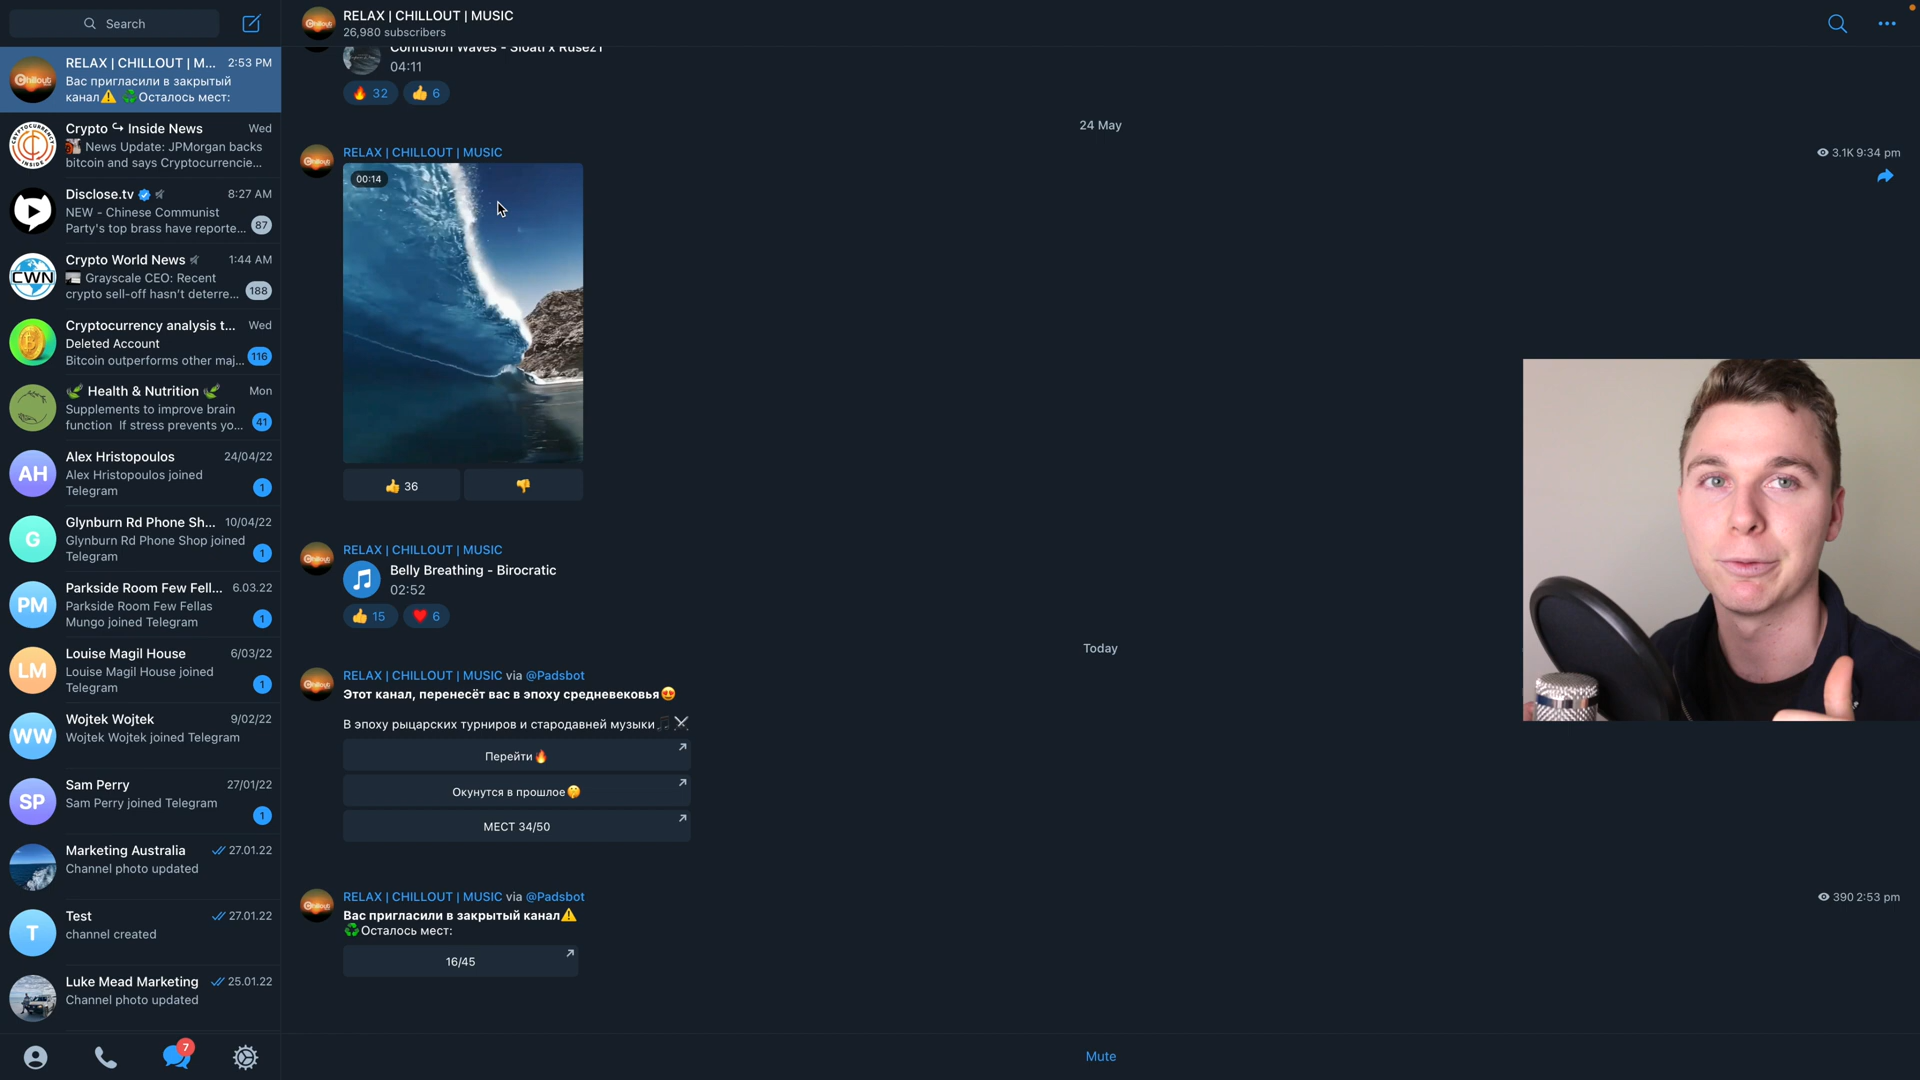 Search
RELAX | CHILLOUT | M... 2:53 PM
Вас пригласили в закрытый
канал⚠️ ♻️Осталось мест:
Crypto ↪ Inside News Wed
News Update: JPMorgan backs
bitcoin and says Cryptocurrencie...
Disclose.tv 8:27 AM
NEW - Chinese Communist
Party's top brass have reporte... 87
Crypto World News 1:44 AM
Grayscale CEO: Recent
crypto sell-off hasn't deterre... 188
Cryptocurrency analysis t... Wed
Deleted Account
Bitcoin outperforms other maj... 116
🌿 Health & Nutrition 🌿 Mon
Supplements to improve brain
function If stress prevents yo... 41
AH
Alex Hristopoulos 24/04/22
Alex Hristopoulos joined
Telegram 1
G
Glynburn Rd Phone Sh... 10/04/22
Glynburn Rd Phone Shop joined
Telegram 1
PM
Parkside Room Few Fell... 6.03.22
Parkside Room Few Fellas
Mungo joined Telegram 1
LM
Louise Magil House 6/03/22
Louise Magil House joined
Telegram 1
WW
Wojtek Wojtek 9/02/22
Wojtek Wojtek joined Telegram
SP
Sam Perry 27/01/22
Sam Perry joined Telegram
1
Marketing Australia 27.01.22
Channel photo updated
T
Test 27.01.22
channel created
Luke Mead Marketing 25.01.22
Channel photo updated
7
RELAX | CHILLOUT | MUSIC
26,980 subscribers
Confusion Waves - Sloati x Ruse21
04:11
🔥 32 👍 6
24 May
RELAX | CHILLOUT | MUSIC 3.1K 9:34 pm
00:14
👍 36 👎
RELAX | CHILLOUT | MUSIC
Belly Breathing - Birocratic
02:52
👍 15 ❤️ 6
Today
RELAX | CHILLOUT | MUSIC via @Padsbot
Этот канал, перенесёт вас в эпоху средневековья😍
В эпоху рыцарских турниров и стародавней музыки🎵⚔️
Перейти🔥
Окунутся в прошлое🤭
МЕСТ 34/50
RELAX | CHILLOUT | MUSIC via @Padsbot 390 2:53 pm
Вас пригласили в закрытый канал⚠️
♻️Осталось мест:
16/45
Mute
Chillout
CWN